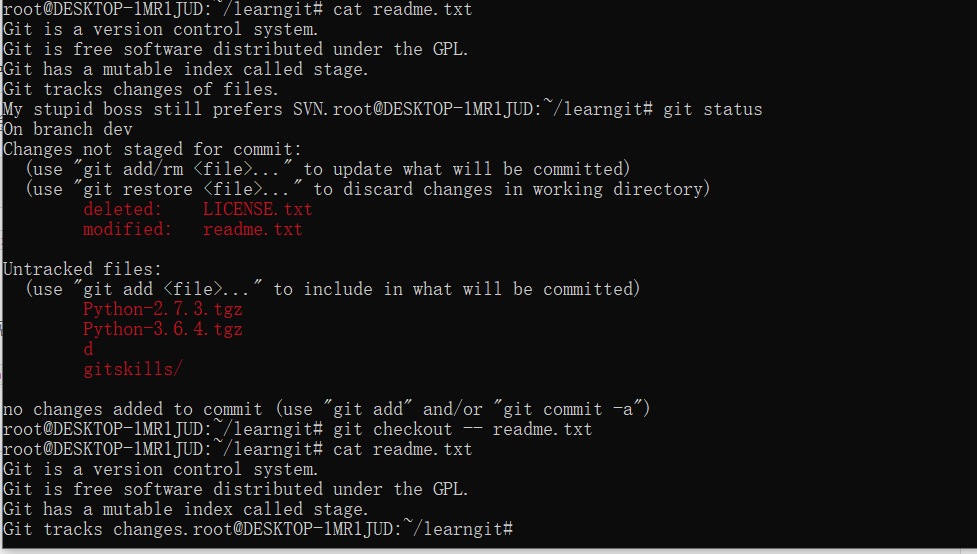 root@DESKTOP-1MR1JUD:~/learngit# cat readme.txt
Git is a version control system.
Git is free software distributed under the GPL.
Git has a mutable index called stage.
Git tracks changes of files.
My stupid boss still prefers SVN.root@DESKTOP-1MR1JUD:~/learngit# git status
On branch dev
Changes not staged for commit:
  (use "git add/rm <file>..." to update what will be committed)
  (use "git restore <file>..." to discard changes in working directory)
        deleted:    LICENSE.txt
        modified:   readme.txt

Untracked files:
  (use "git add <file>..." to include in what will be committed)
        Python-2.7.3.tgz
        Python-3.6.4.tgz
        d
        gitskills/

no changes added to commit (use "git add" and/or "git commit -a")
root@DESKTOP-1MR1JUD:~/learngit# git checkout -- readme.txt
root@DESKTOP-1MR1JUD:~/learngit# cat readme.txt
Git is a version control system.
Git is free software distributed under the GPL.
Git has a mutable index called stage.
Git tracks changes.root@DESKTOP-1MR1JUD:~/learngit#